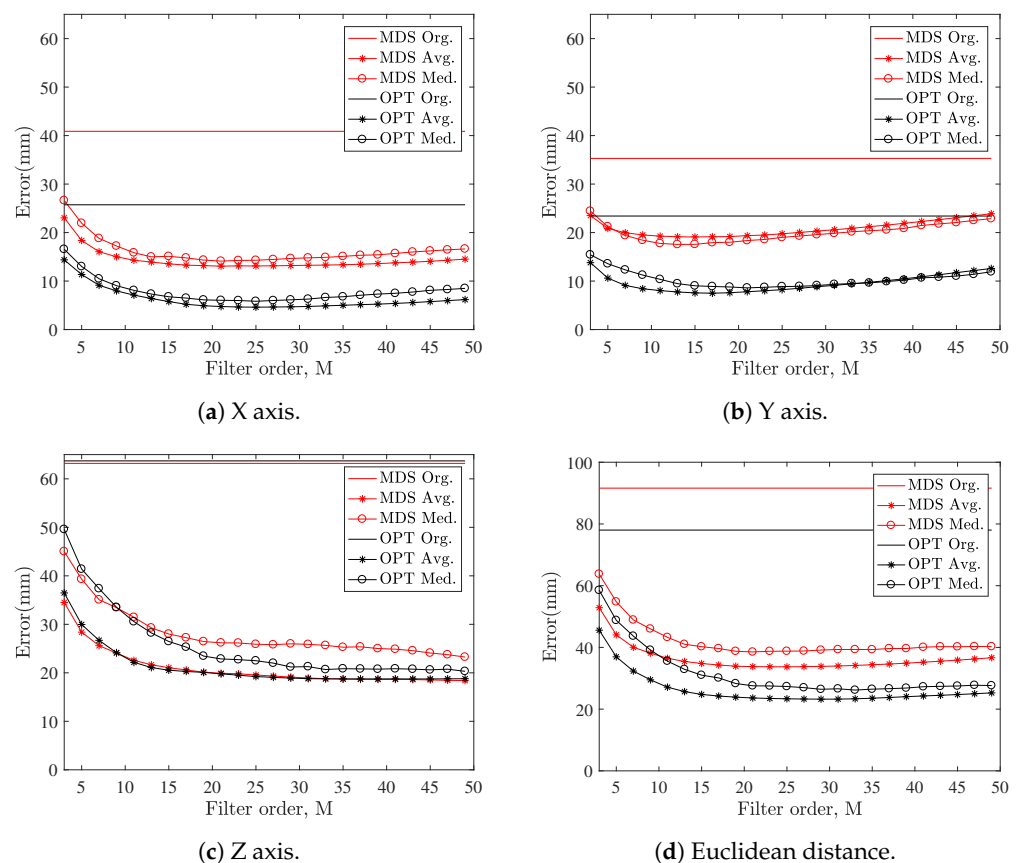 60
50
40
30
20
10
0
Error(mm)
MDS Org.
MDS Avg.
MDS Med.
OPT Org.
OPT Avg.
OPT Med.
5 10 15 20 25 30 35 40 45 50
Filter order, M
(a) X axis.
60
50
40
30
20
10
0
Error(mm)
MDS Org.
MDS Avg.
MDS Med.
OPT Org.
OPT Avg.
OPT Med.
5 10 15 20 25 30 35 40 45 50
Filter order, M
(b) Y axis.
60
50
40
30
20
10
0
Error(mm)
MDS Org.
MDS Avg.
MDS Med.
OPT Org.
OPT Avg.
OPT Med.
5 10 15 20 25 30 35 40 45 50
Filter order, M
(c) Z axis.
100
80
60
40
20
0
Error(mm)
MDS Org.
MDS Avg.
MDS Med.
OPT Org.
OPT Avg.
OPT Med.
5 10 15 20 25 30 35 40 45 50
Filter order, M
(d) Euclidean distance.